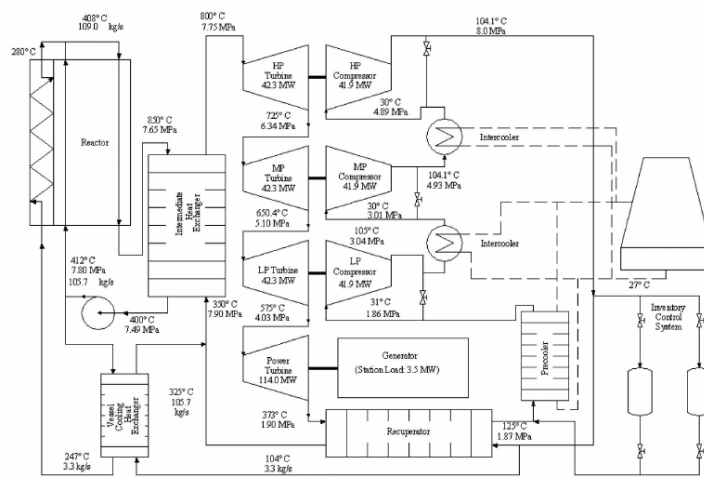 408° C
109.0 kg/s
280° C
Reactor
850° C
7.65 MPa
Intermediate
Heat
Exchanger
412° C
7.80 MPa
105.7 kg/s
400° C
7.49 MPa
Vessel
Cooling
Heat
Exchanger
247° C
3.3 kg/s
325° C
105.7
kg/s
350° C
7.90 MPa
104° C
3.3 kg/s
800° C
7.75 MPa
HP
Turbine
42.3 MW
HP
Compressor
41.9 MW
104.1° C
8.0 MPa
725° C
6.34 MPa
30° C
4.89 MPa
Intercooler
MP
Turbine
42.3 MW
MP
Compressor
41.9 MW
104.1° C
4.93 MPa
650.4° C
5.10 MPa
30° C
3.01 MPa
105° C
3.04 MPa
Intercooler
LP Turbine
42.3 MW
LP
Compressor
41.9 MW
31° C
1.86 MPa
27° C
575° C
4.03 MPa
Power
Turbine
114.0 MW
Generator
(Station Load: 3.5 MW)
Precooler
Inventory
Control
System
373° C
1.90 MPa
Recuperator
125° C
1.87 MPa